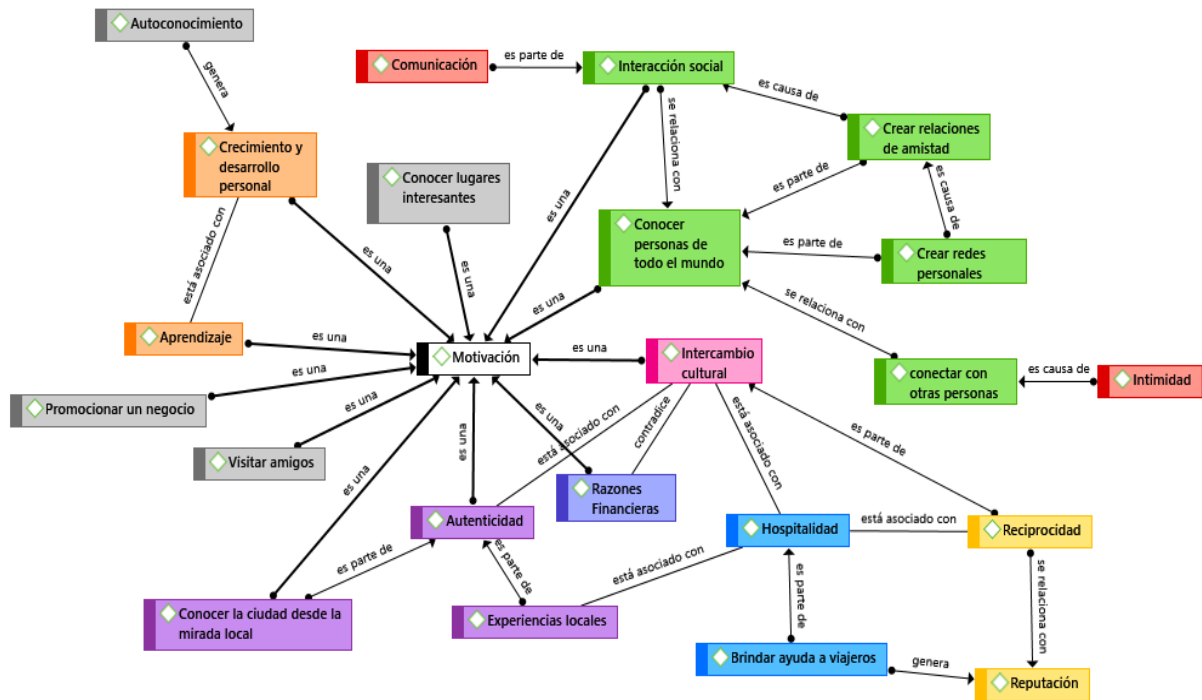 Autoconocimiento
genera
Comunicación
es parte de
Interacción social
es causa de
se relaciona con
Crear relaciones
de amistad
Crecimiento y
desarrollo
personal
Conocer lugares
interesantes
es una
es parte de
es causa de
está asociado con
es una
es una
Conocer
personas de
todo el mundo
es parte de
Crear redes
personales
es una
se relaciona con
Aprendizaje
es una
Motivación
es una
Intercambio
cultural
conectar con
otras personas
es causa de
Intimidad
es una
Promocionar un negocio
es una
es una
está asociado con
contradice
está asociado con
es parte de
Visitar amigos
es una
es una
Razones
Financieras
Autenticidad
Hospitalidad
está asociado con
Reciprocidad
es parte de
es parte de
está asociado con
es parte de
se relaciona con
Conocer la ciudad desde la
mirada local
Experiencias locales
Brindar ayuda a viajeros
genera
Reputación